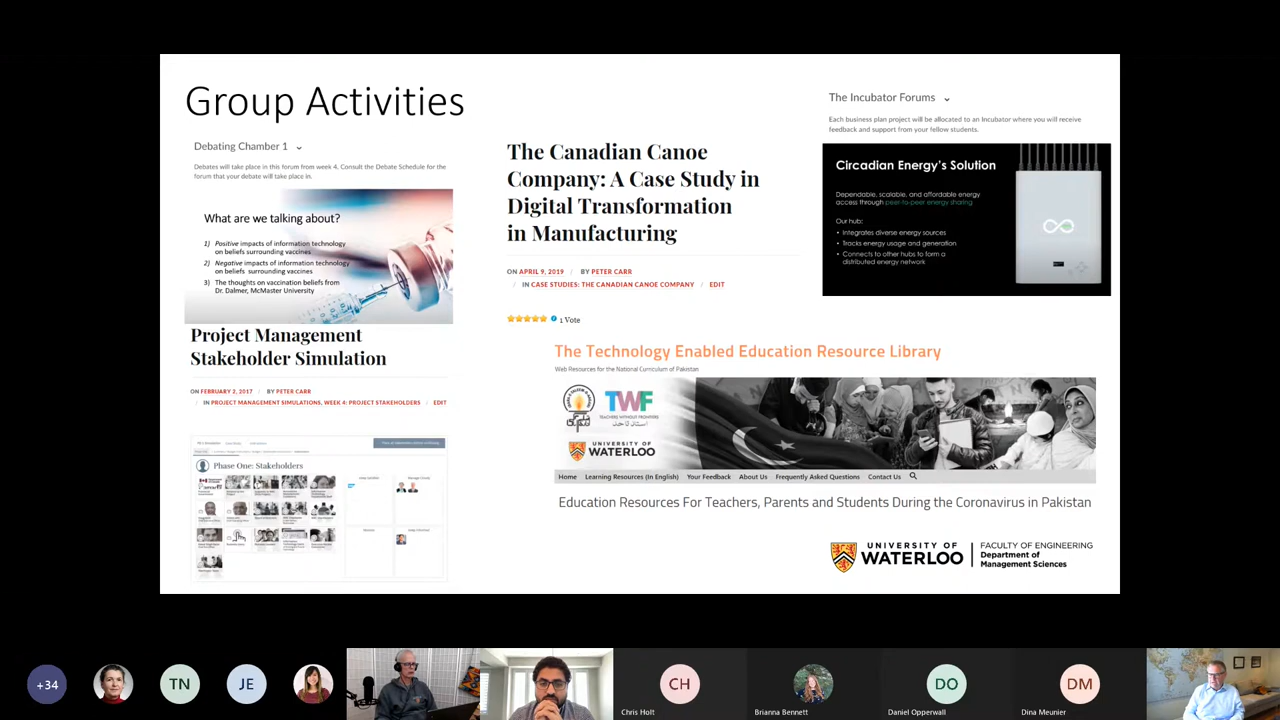 Group Activities
Debating Chamber 1
Debates will take place in this forum from week 4. Consult the Debate Schedule for the
forum that your debate will take place in.
What are we talking about?
1) Positive impacts of information technology
on beliefs surrounding vaccines
2) Negative impacts of information technology
on beliefs surrounding vaccines
3) The thoughts on vaccination beliefs from
Dr. Dalmer, McMaster University
Project Management
Stakeholder Simulation
ON FEBRUARY 2, 2017 / BY PETER CARR
/ IN PROJECT MANAGEMENT SIMULATIONS, WEEK 4: PROJECT STAKEHOLDERS / EDIT
Phase One: Stakeholders
The Canadian Canoe
Company: A Case Study in
Digital Transformation
in Manufacturing
ON APRIL 9, 2019 / BY PETER CARR
/ IN CASE STUDIES: THE CANADIAN CANOE COMPANY / EDIT
1 Vote
The Incubator Forums
Each business plan project will be allocated to an Incubator where you will receive
feedback and support from your fellow students.
Circadian Energy's Solution
Dependable, scalable, and affordable energy
access through peer-to-peer energy sharing
Our hub:
• Integrates diverse energy sources
• Tracks energy usage and generation
• Connects to other hubs to form a
distributed energy network
The Technology Enabled Education Resource Library
Web Resources for the National Curriculum of Pakistan
TWF
TEACHERS WITHOUT FRONTIERS
UNIVERSITY OF
WATERLOO
Home Learning Resources (In English) Your Feedback About Us Frequently Asked Questions Contact Us
Education Resources For Teachers, Parents and Students During the Coronavirus in Pakistan
UNIVERSITY OF
WATERLOO
FACULTY OF ENGINEERING
Department of
Management Sciences
+34
TN
JE
CH
Chris Holt
Brianna Bennett
DO
Daniel Opperwall
DM
Dina Meunier